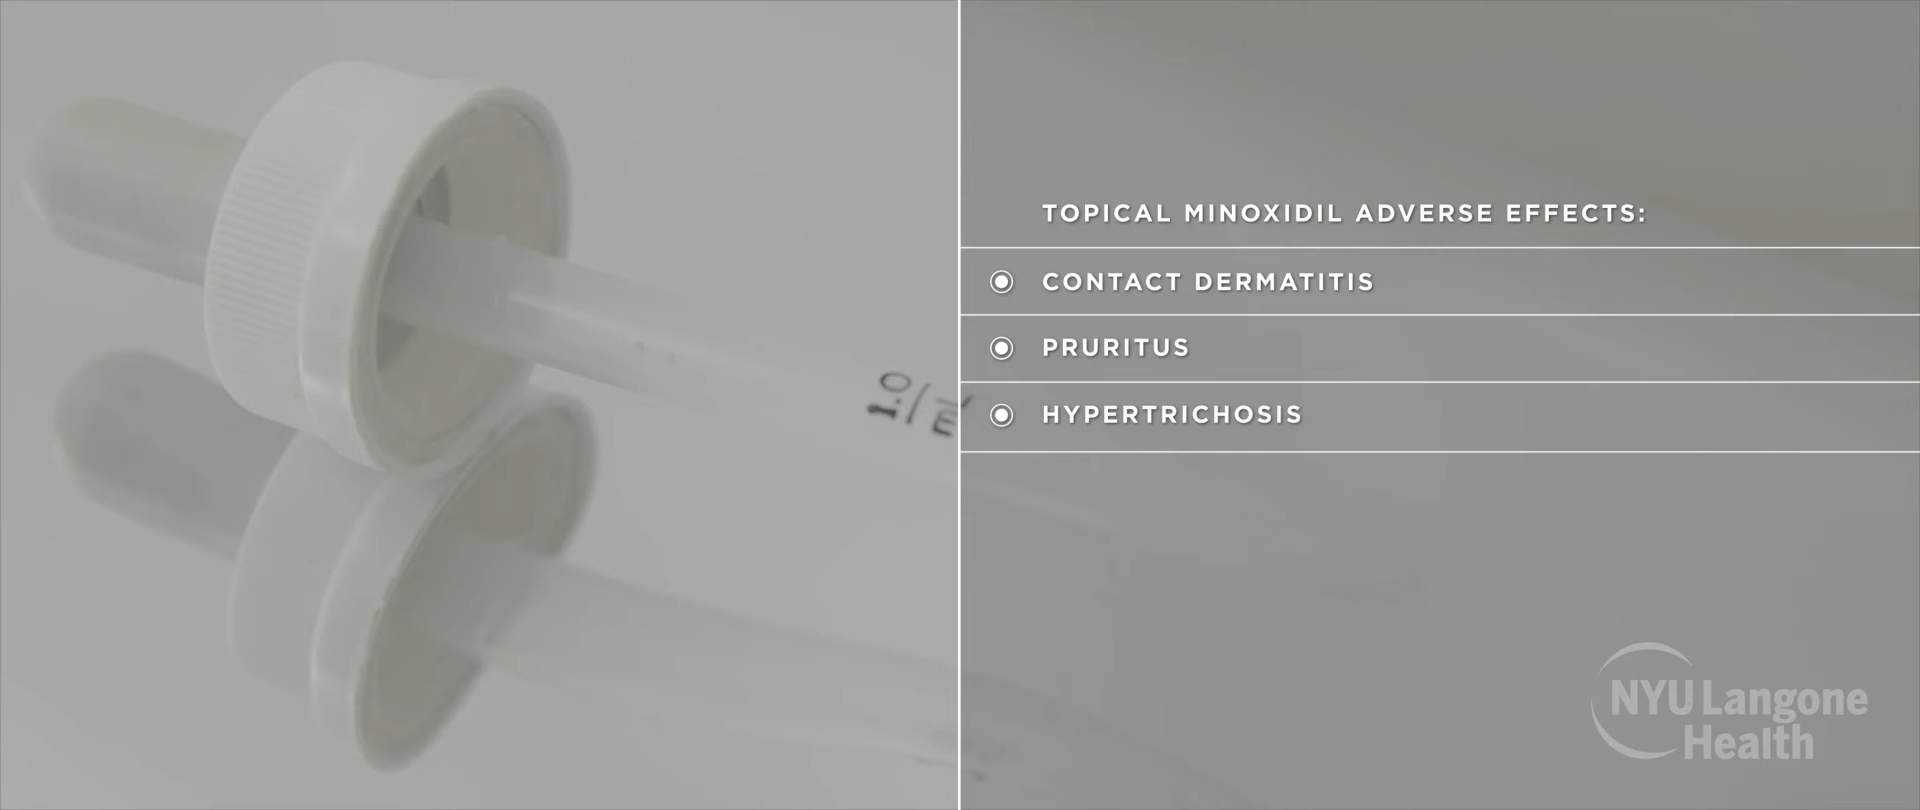 TOPICAL MINOXIDIL ADVERSE EFFECTS:
CONTACT DERMATITIS
PRURITUS
HYPERTRICHOSIS
NYU Langone
Health